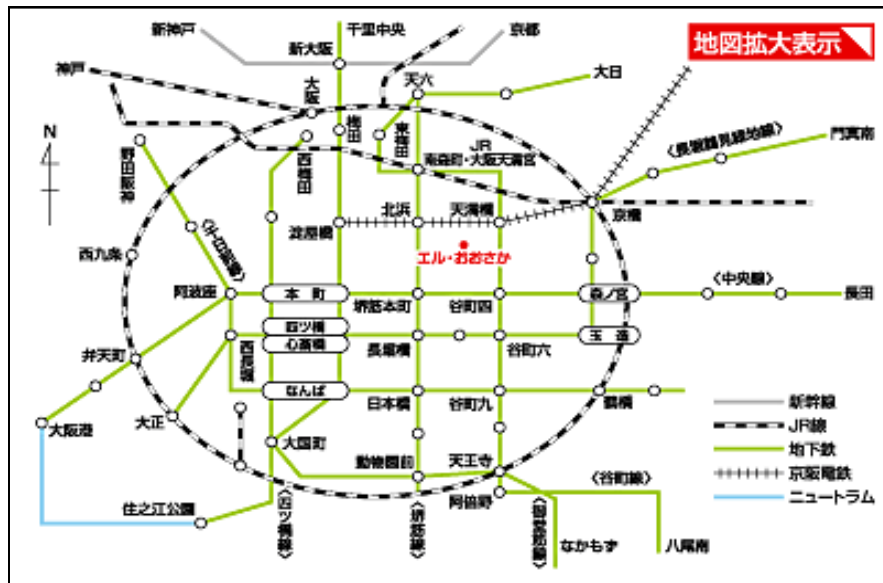 新神戸
千里中央
京都
地図拡大表示
新大阪
神戸
大阪
天六
大日
N
梅田
東梅田
西梅田
JR
南森町・大阪天満宮
〈長堀鶴見緑地線〉
門真南
野田阪神
北浜
天満橋
京橋
淀屋橋
エル・おおさか
西九条
〈千日前線〉
〈中央線〉
阿波座
本町
堺筋本町
谷町四
森ノ宮
長田
四ツ橋
心斎橋
西長堀
長堀橋
谷町六
玉造
弁天町
なんば
日本橋
谷町九
鶴橋
大阪港
大正
大国町
動物園前
天王寺
阿倍野
〈谷町線〉
住之江公園
〈四ツ橋線〉
〈堺筋線〉
〈御堂筋線〉
なかもず
八尾南
新幹線
JR線
地下鉄
京阪電鉄
ニュートラム